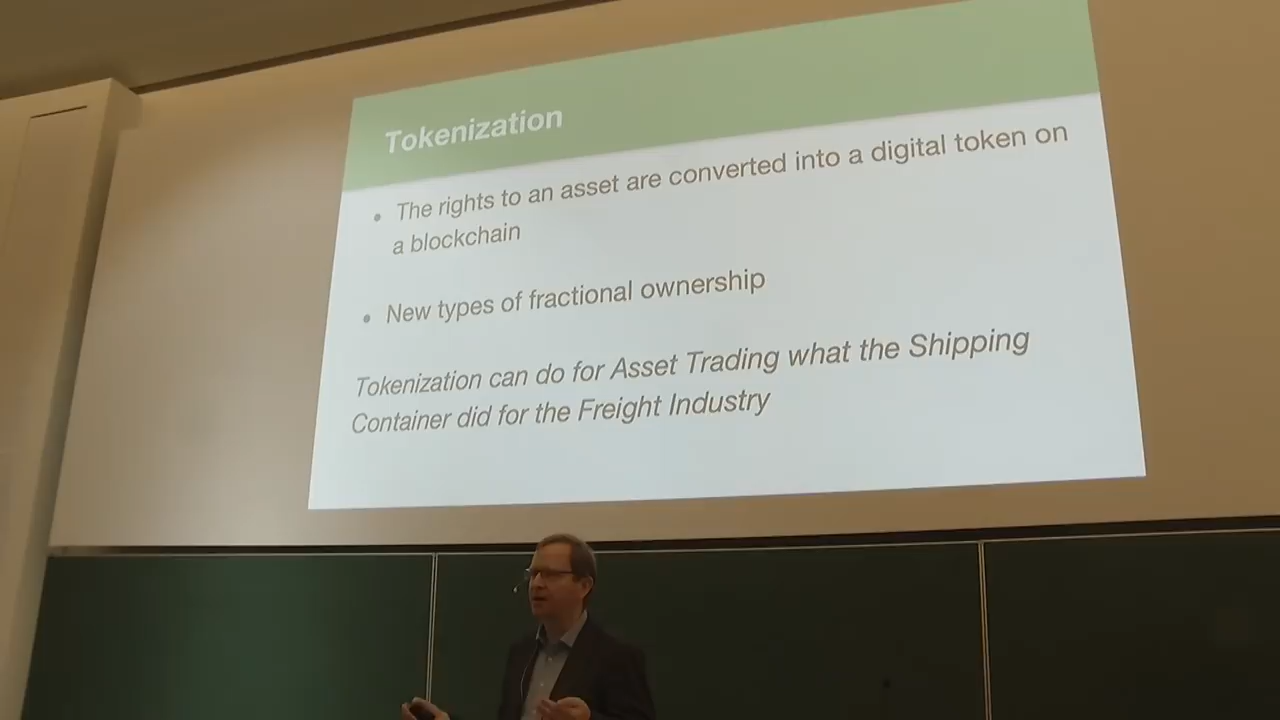 Tokenization
• The rights to an asset are converted into a digital token on
a blockchain
• New types of fractional ownership
Tokenization can do for Asset Trading what the Shipping
Container did for the Freight Industry